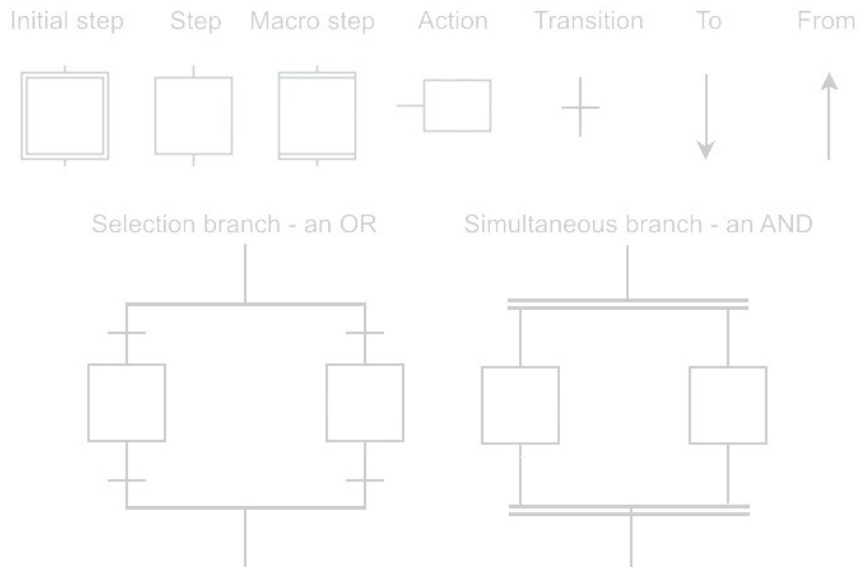 Initial step Step Macro step Action Transition To From
Selection branch - an OR Simultaneous branch - an AND